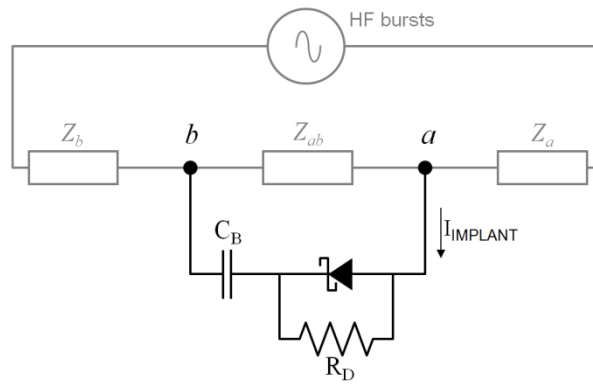 HF bursts
Z_b
b
Z_ab
a
Z_a
C_B
I_IMPLANT
R_D